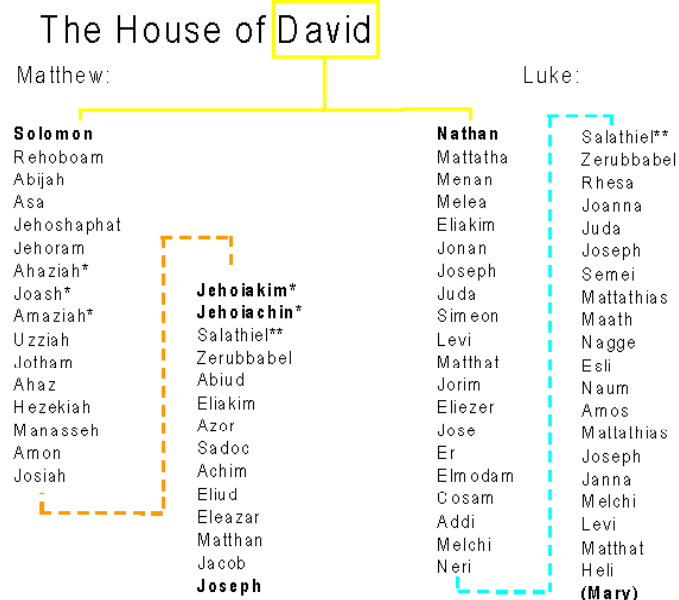 The House of David
Matthew:
Solomon
Rehoboam
Abijah
Asa
Jehoshaphat
Jehoram
Ahaziah*
Joash*
Amaziah*
Uzziah
Jotham
Ahaz
Hezekiah
Manasseh
Amon
Josiah
Jehoiakim*
Jehoiachin*
Salathiel**
Zerubbabel
Abiud
Eliakim
Azor
Sadoc
Achim
Eliud
Eleazar
Matthan
Jacob
Joseph
Luke:
Nathan
Mattatha
Menan
Melea
Eliakim
Jonan
Joseph
Juda
Simeon
Levi
Matthat
Jorim
Eliezer
Jose
Er
Elmodam
Cosam
Addi
Melchi
Neri
Salathiel**
Zerubbabel
Rhesa
Joanna
Juda
Joseph
Semei
Mattathias
Maath
Nagge
Esli
Naum
Amos
Mattathias
Joseph
Janna
Melchi
Levi
Matthat
Heli
(Mary)